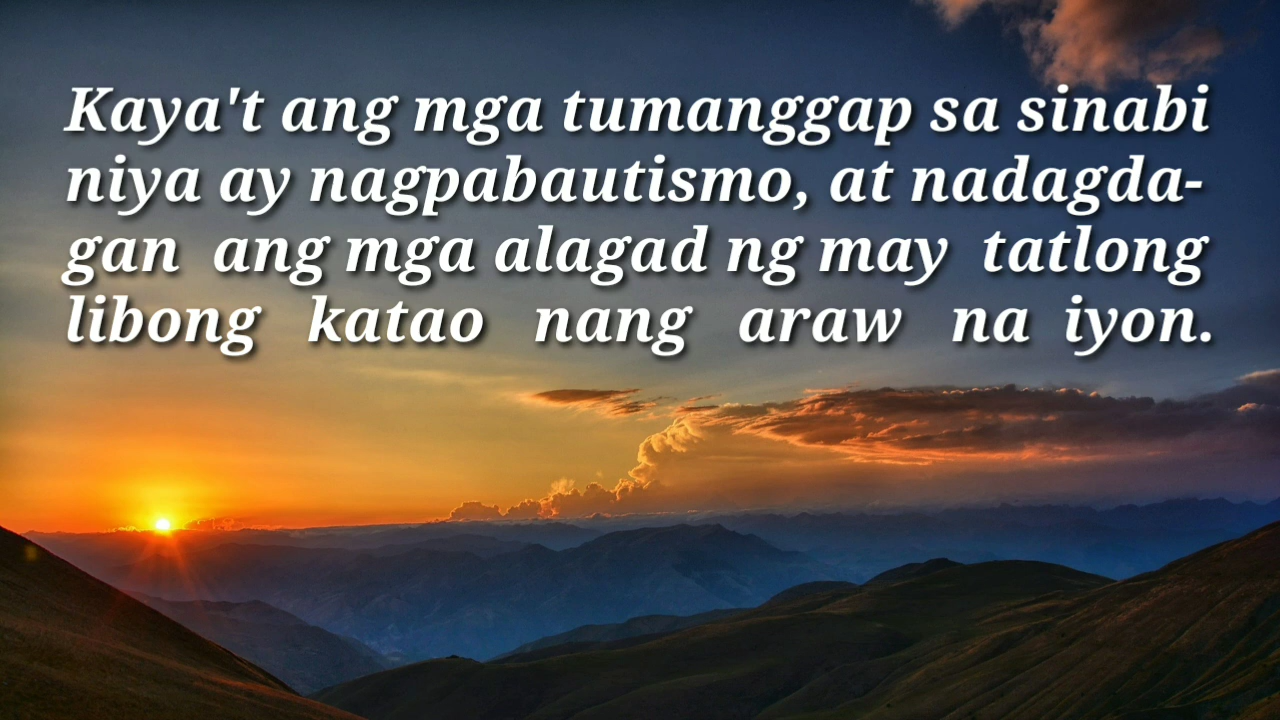 Kaya't ang mga tumanggap sa sinabi
niya ay nagpabautismo, at nadagda-
gan ang mga alagad ng may tatlong
libong katao nang araw na iyon.